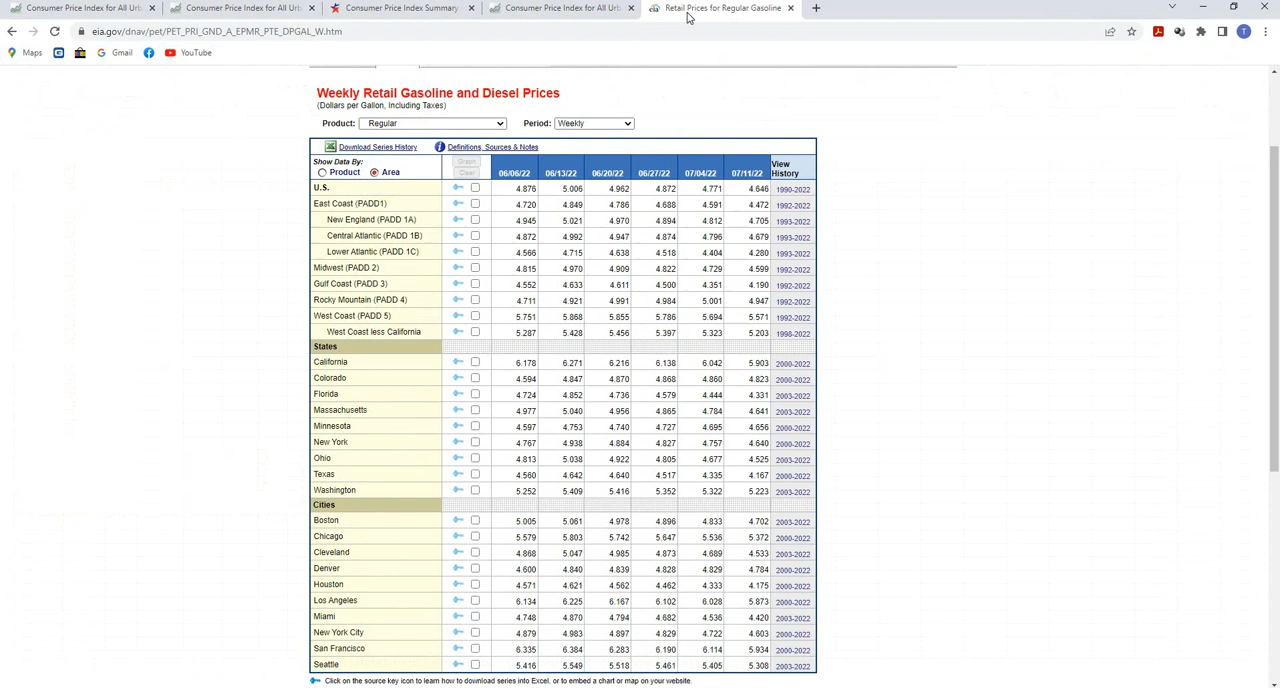 Consumer Price Index for All Urb
Consumer Price Index for All Urb
Consumer Price Index Summary
Consumer Price Index for All Urb
Retail Prices for Regular Gasoline
eia.gov/dnav/pet/PET_PRI_GND_A_EPMR_PTE_DPGAL_W.htm
T
Maps Gmail YouTube
Weekly Retail Gasoline and Diesel Prices
(Dollars per Gallon, Including Taxes)
Product: Regular Period: Weekly
Download Series History Definitions, Sources & Notes
Show Data By:
Product Area
Graph
Clear
06/06/22 06/13/22 06/20/22 06/27/22 07/04/22 07/11/22 View History
U.S. 4.876 5.006 4.962 4.872 4.771 4.646 1990-2022
East Coast (PADD1) 4.720 4.849 4.786 4.688 4.591 4.472 1992-2022
New England (PADD 1A) 4.945 5.021 4.970 4.894 4.812 4.705 1993-2022
Central Atlantic (PADD 1B) 4.872 4.992 4.947 4.874 4.796 4.679 1993-2022
Lower Atlantic (PADD 1C) 4.566 4.715 4.638 4.518 4.404 4.280 1993-2022
Midwest (PADD 2) 4.815 4.970 4.909 4.822 4.729 4.599 1992-2022
Gulf Coast (PADD 3) 4.552 4.633 4.611 4.500 4.351 4.190 1992-2022
Rocky Mountain (PADD 4) 4.711 4.921 4.991 4.984 5.001 4.947 1992-2022
West Coast (PADD 5) 5.751 5.868 5.855 5.786 5.694 5.571 1992-2022
West Coast less California 5.287 5.428 5.456 5.397 5.323 5.203 1998-2022
States
California 6.178 6.271 6.216 6.138 6.042 5.903 2000-2022
Colorado 4.594 4.847 4.870 4.868 4.860 4.823 2000-2022
Florida 4.724 4.852 4.736 4.579 4.444 4.331 2003-2022
Massachusetts 4.977 5.040 4.956 4.865 4.784 4.641 2003-2022
Minnesota 4.597 4.753 4.740 4.727 4.695 4.656 2000-2022
New York 4.767 4.938 4.884 4.827 4.757 4.640 2000-2022
Ohio 4.813 5.038 4.922 4.805 4.677 4.525 2003-2022
Texas 4.560 4.642 4.640 4.517 4.335 4.167 2000-2022
Washington 5.252 5.409 5.416 5.352 5.322 5.223 2003-2022
Cities
Boston 5.005 5.061 4.978 4.896 4.833 4.702 2003-2022
Chicago 5.579 5.803 5.742 5.647 5.536 5.372 2000-2022
Cleveland 4.868 5.047 4.985 4.873 4.689 4.533 2003-2022
Denver 4.600 4.840 4.839 4.828 4.829 4.784 2000-2022
Houston 4.571 4.621 4.562 4.462 4.333 4.175 2000-2022
Los Angeles 6.134 6.225 6.167 6.102 6.028 5.873 2000-2022
Miami 4.748 4.870 4.794 4.682 4.536 4.420 2003-2022
New York City 4.879 4.983 4.897 4.829 4.722 4.603 2000-2022
San Francisco 6.335 6.384 6.283 6.190 6.114 5.934 2000-2022
Seattle 5.416 5.549 5.518 5.461 5.405 5.308 2003-2022
Click on the source key icon to learn how to download series into Excel, or to embed a chart or map on your website.